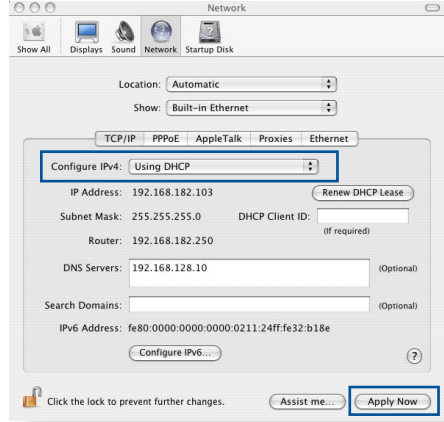 Network
Show All Displays Sound Network Startup Disk
Location: Automatic
Show: Built-in Ethernet
TCP/IP PPPoE AppleTalk Proxies Ethernet
Configure IPv4: Using DHCP
IP Address: 192.168.182.103 Renew DHCP Lease
Subnet Mask: 255.255.255.0 DHCP Client ID:
(If required)
Router: 192.168.182.250
DNS Servers: 192.168.128.10 (Optional)
Search Domains: (Optional)
IPv6 Address: fe80:0000:0000:0000:0211:24ff:fe32:b18e
Configure IPv6...
?
Click the lock to prevent further changes. Assist me... Apply Now